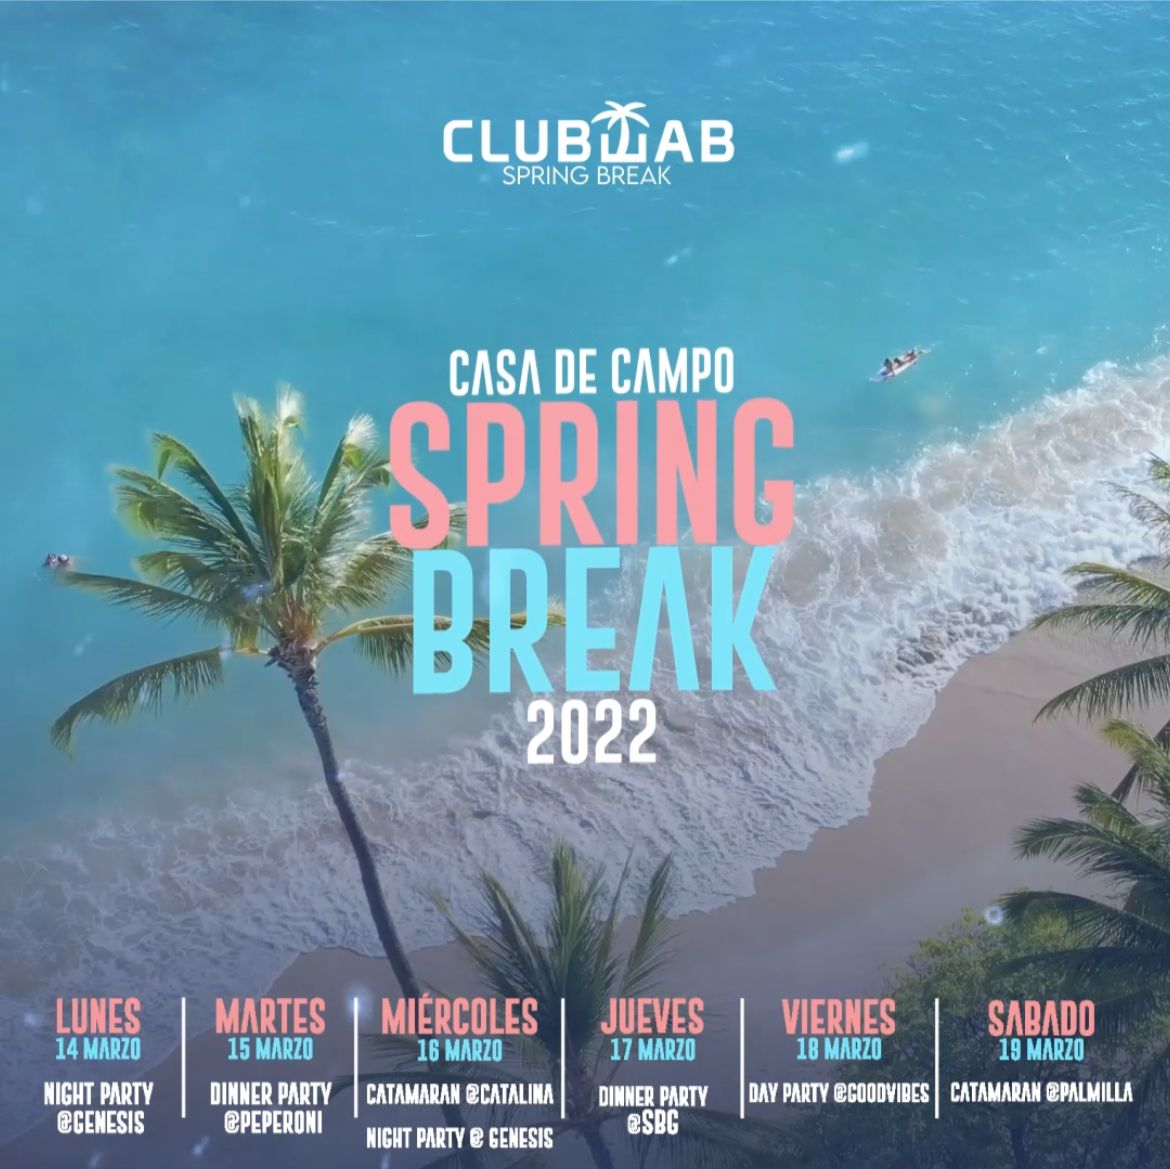 CLUB AB
SPRING BREAK
CASA DE CAMPO
SPRING
BREAK
2022
LUNES
14 MARZO
NIGHT PARTY
@GENESIS
MARTES
15 MARZO
DINNER PARTY
@PEPERONI
MIÉRCOLES
16 MARZO
CATAMARAN @CATALINA
NIGHT PARTY @ GENESIS
JUEVES
17 MARZO
DINNER PARTY
@SBG
VIERNES
18 MARZO
DAY PARTY @GOODVIBES
SABADO
19 MARZO
CATAMARAN @PALMILLA